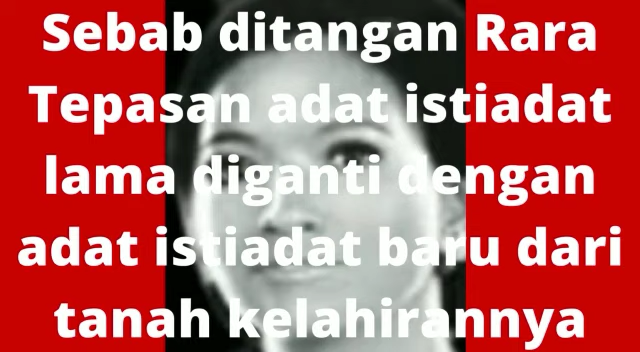 Sebab ditangan Rara
Tepasan adat istiadat
lama diganti dengan
adat istiadat baru dari
tanah kelahirannya